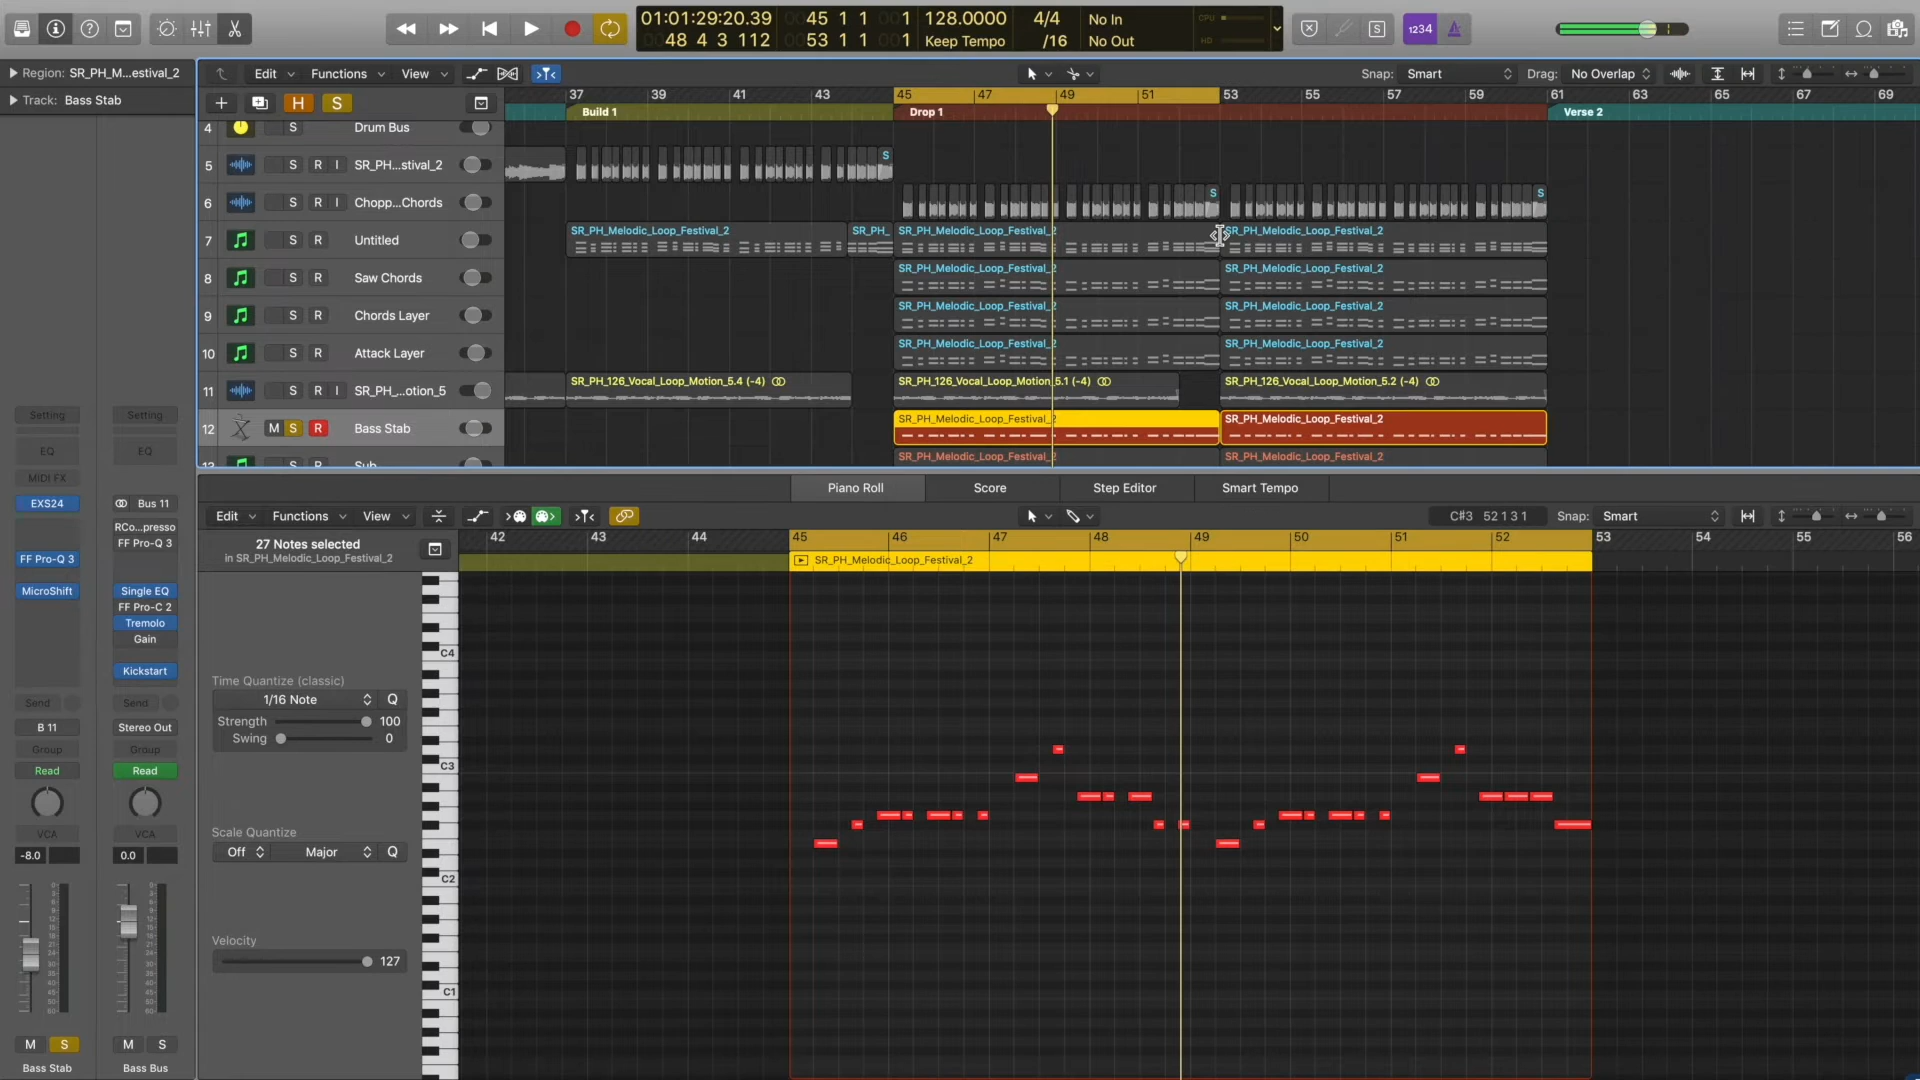 01:01:29:20.39
0048 4 3 112
0045 1 1 001
0053 1 1 001
128.0000
Keep Tempo
4/4
/16
No In
No Out
CPU
HD
1234
Region: SR_PH_M...estival_2
Track: Bass Stab
Edit
Functions
View
Snap: Smart
Drag: No Overlap
H
S
37 39 41 43 45 47 49 51 53 55 57 59 61 63 65 67 69
Build 1
Drop 1
Verse 2
4 S Drum Bus
5 S R I SR_PH...stival_2
6 S R I Chopp...Chords
7 S R Untitled
SR_PH_Melodic_Loop_Festival_2
SR_PH_
SR_PH_Melodic_Loop_Festival_2
SR_PH_Melodic_Loop_Festival_2
8 S R Saw Chords
SR_PH_Melodic_Loop_Festival_2
SR_PH_Melodic_Loop_Festival_2
9 S R Chords Layer
SR_PH_Melodic_Loop_Festival_2
SR_PH_Melodic_Loop_Festival_2
10 S R Attack Layer
SR_PH_Melodic_Loop_Festival_2
SR_PH_Melodic_Loop_Festival_2
11 S R I SR_PH_...otion_5
SR_PH_126_Vocal_Loop_Motion_5.4 (-4)
SR_PH_126_Vocal_Loop_Motion_5.1 (-4)
SR_PH_126_Vocal_Loop_Motion_5.2 (-4)
12 M S R Bass Stab
SR_PH_Melodic_Loop_Festival_2
SR_PH_Melodic_Loop_Festival_2
13 Sub
SR_PH_Melodic_Loop_Festival_2
SR_PH_Melodic_Loop_Festival_2
Piano Roll
Score
Step Editor
Smart Tempo
Edit
Functions
View
C#3 52 1 3 1
Snap: Smart
27 Notes selected
in SR_PH_Melodic_Loop_Festival_2
42 43 44 45 46 47 48 49 50 51 52 53 54 55 56
SR_PH_Melodic_Loop_Festival_2
Time Quantize (classic)
1/16 Note
Q
Strength 100
Swing 0
Scale Quantize
Off
Major
Q
Velocity
127
C4
C3
C2
C1
Setting
EQ
MIDI FX
EXS24
FF Pro-Q 3
MicroShift
Send
B 11
Group
Read
VCA
-8.0
M S
Bass Stab
Setting
EQ
Bus 11
RCo...presso
FF Pro-Q 3
Single EQ
FF Pro-C 2
Tremolo
Gain
Kickstart
Send
Stereo Out
Group
Read
VCA
0.0
M S
Bass Bus